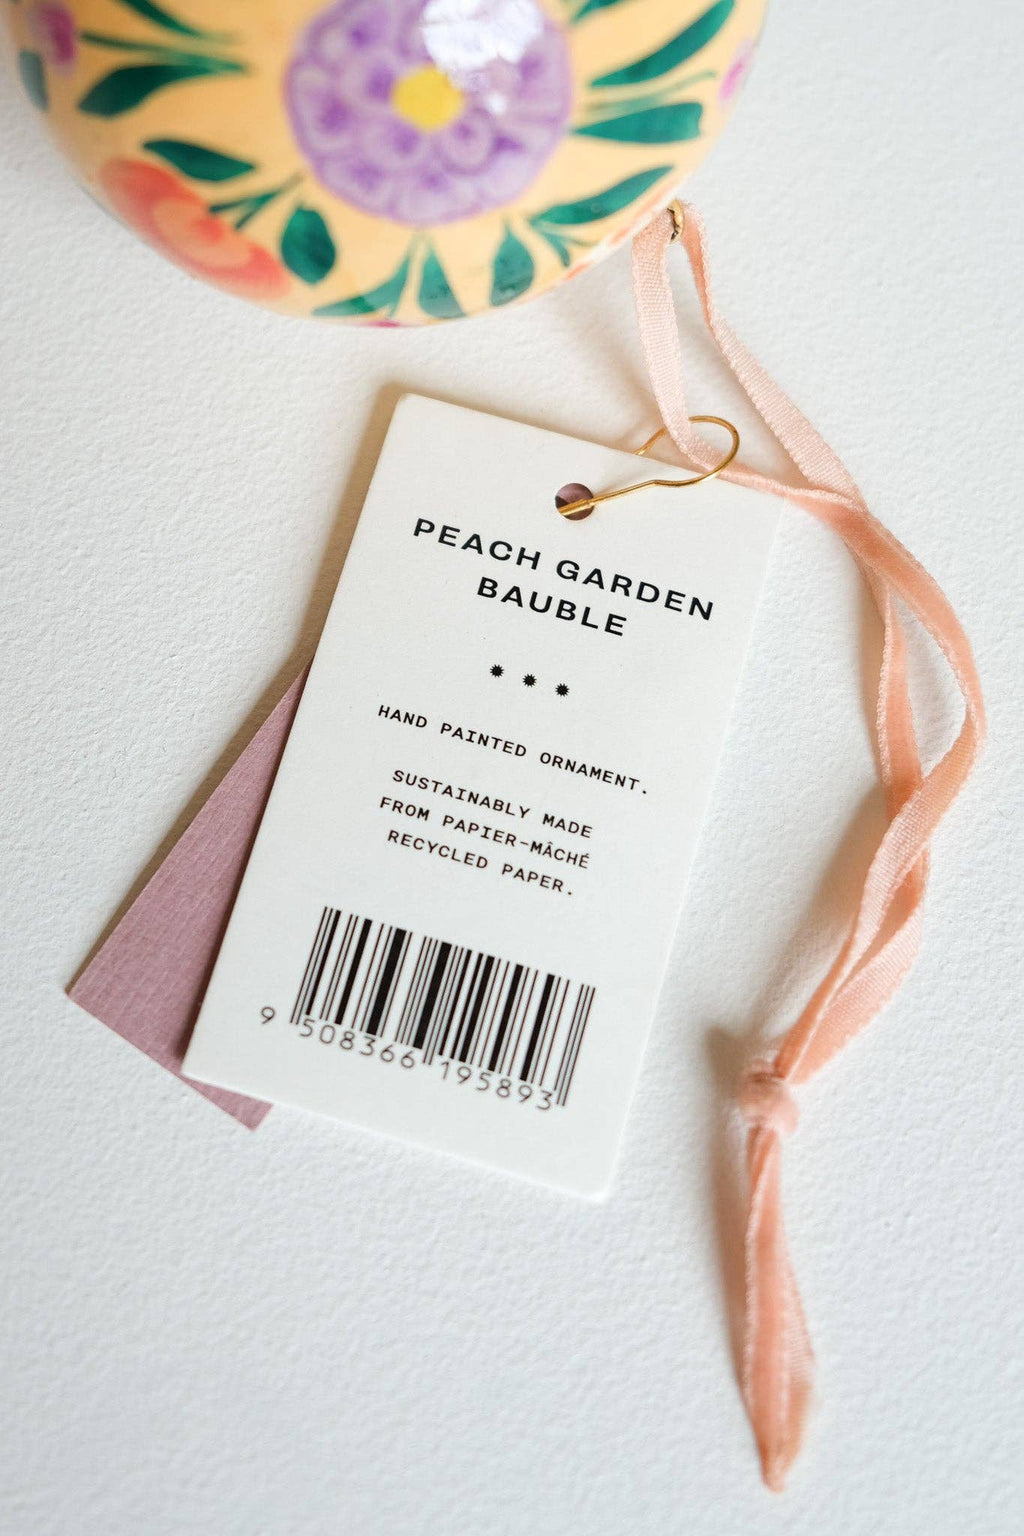 PEACH GARDEN
BAUBLE
HAND PAINTED ORNAMENT.
SUSTAINABLY MADE
FROM PAPIER-MÂCHÉ
RECYCLED PAPER.
9 508366 195893